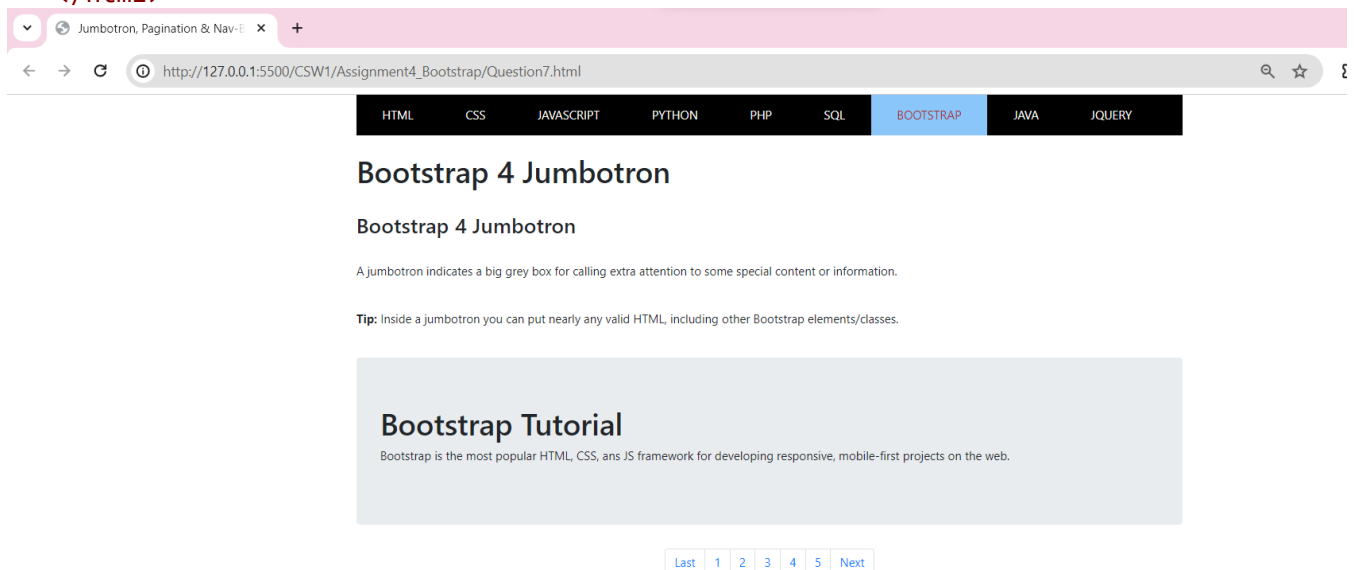 Jumbotron, Pagination & Nav-B
http://127.0.0.1:5500/CSW1/Assignment4_Bootstrap/Question7.html
HTML CSS JAVASCRIPT PYTHON PHP SQL BOOTSTRAP JAVA JQUERY
Bootstrap 4 Jumbotron
Bootstrap 4 Jumbotron
A jumbotron indicates a big grey box for calling extra attention to some special content or information.
Tip: Inside a jumbotron you can put nearly any valid HTML, including other Bootstrap elements/classes.
Bootstrap Tutorial
Bootstrap is the most popular HTML, CSS, ans JS framework for developing responsive, mobile-first projects on the web.
Last 1 2 3 4 5 Next